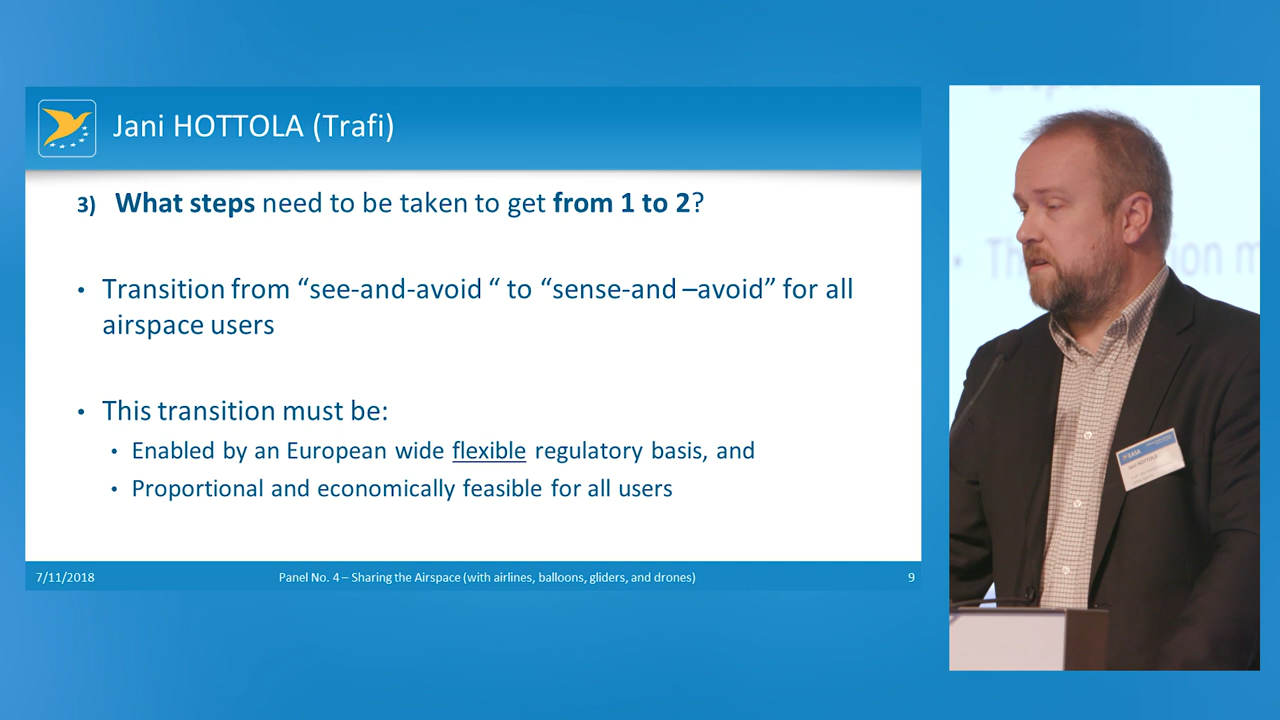 Jani HOTTOLA (Trafi)
3) What steps need to be taken to get from 1 to 2?
• Transition from “see-and-avoid “ to “sense-and –avoid” for all
airspace users
• This transition must be:
• Enabled by an European wide flexible regulatory basis, and
• Proportional and economically feasible for all users
7/11/2018
Panel No. 4 – Sharing the Airspace (with airlines, balloons, gliders, and drones)
9
EASA
Jani HOTTOLA